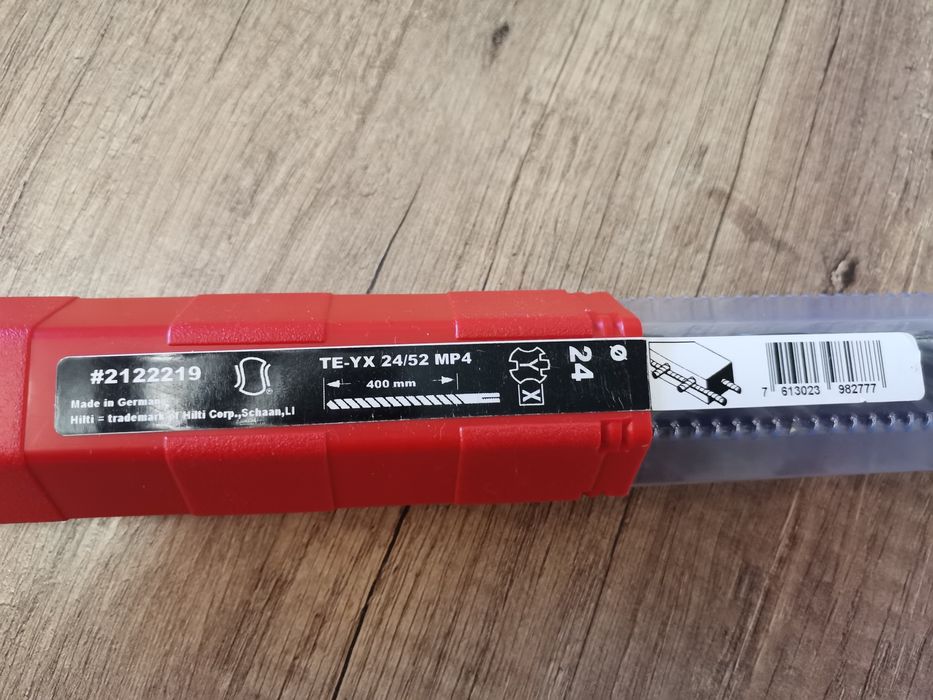 #2122219
Made in German
Hilti = trademark of Hilti Corp.,Schaan,LI
TE-YX 24/52 MP4
400 mm
Y
X
Ø
24
7 613023 982777